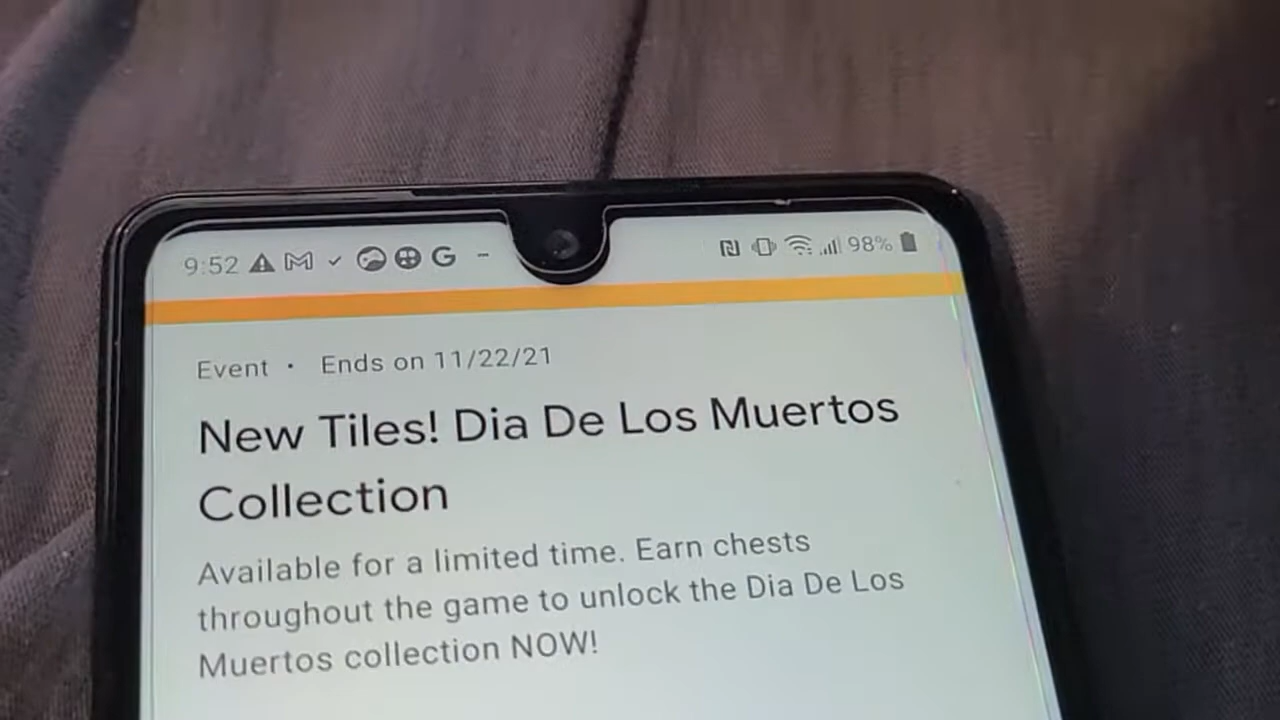 9:52 98%
Event • Ends on 11/22/21
New Tiles! Dia De Los Muertos
Collection
Available for a limited time. Earn chests
throughout the game to unlock the Dia De Los
Muertos collection NOW!